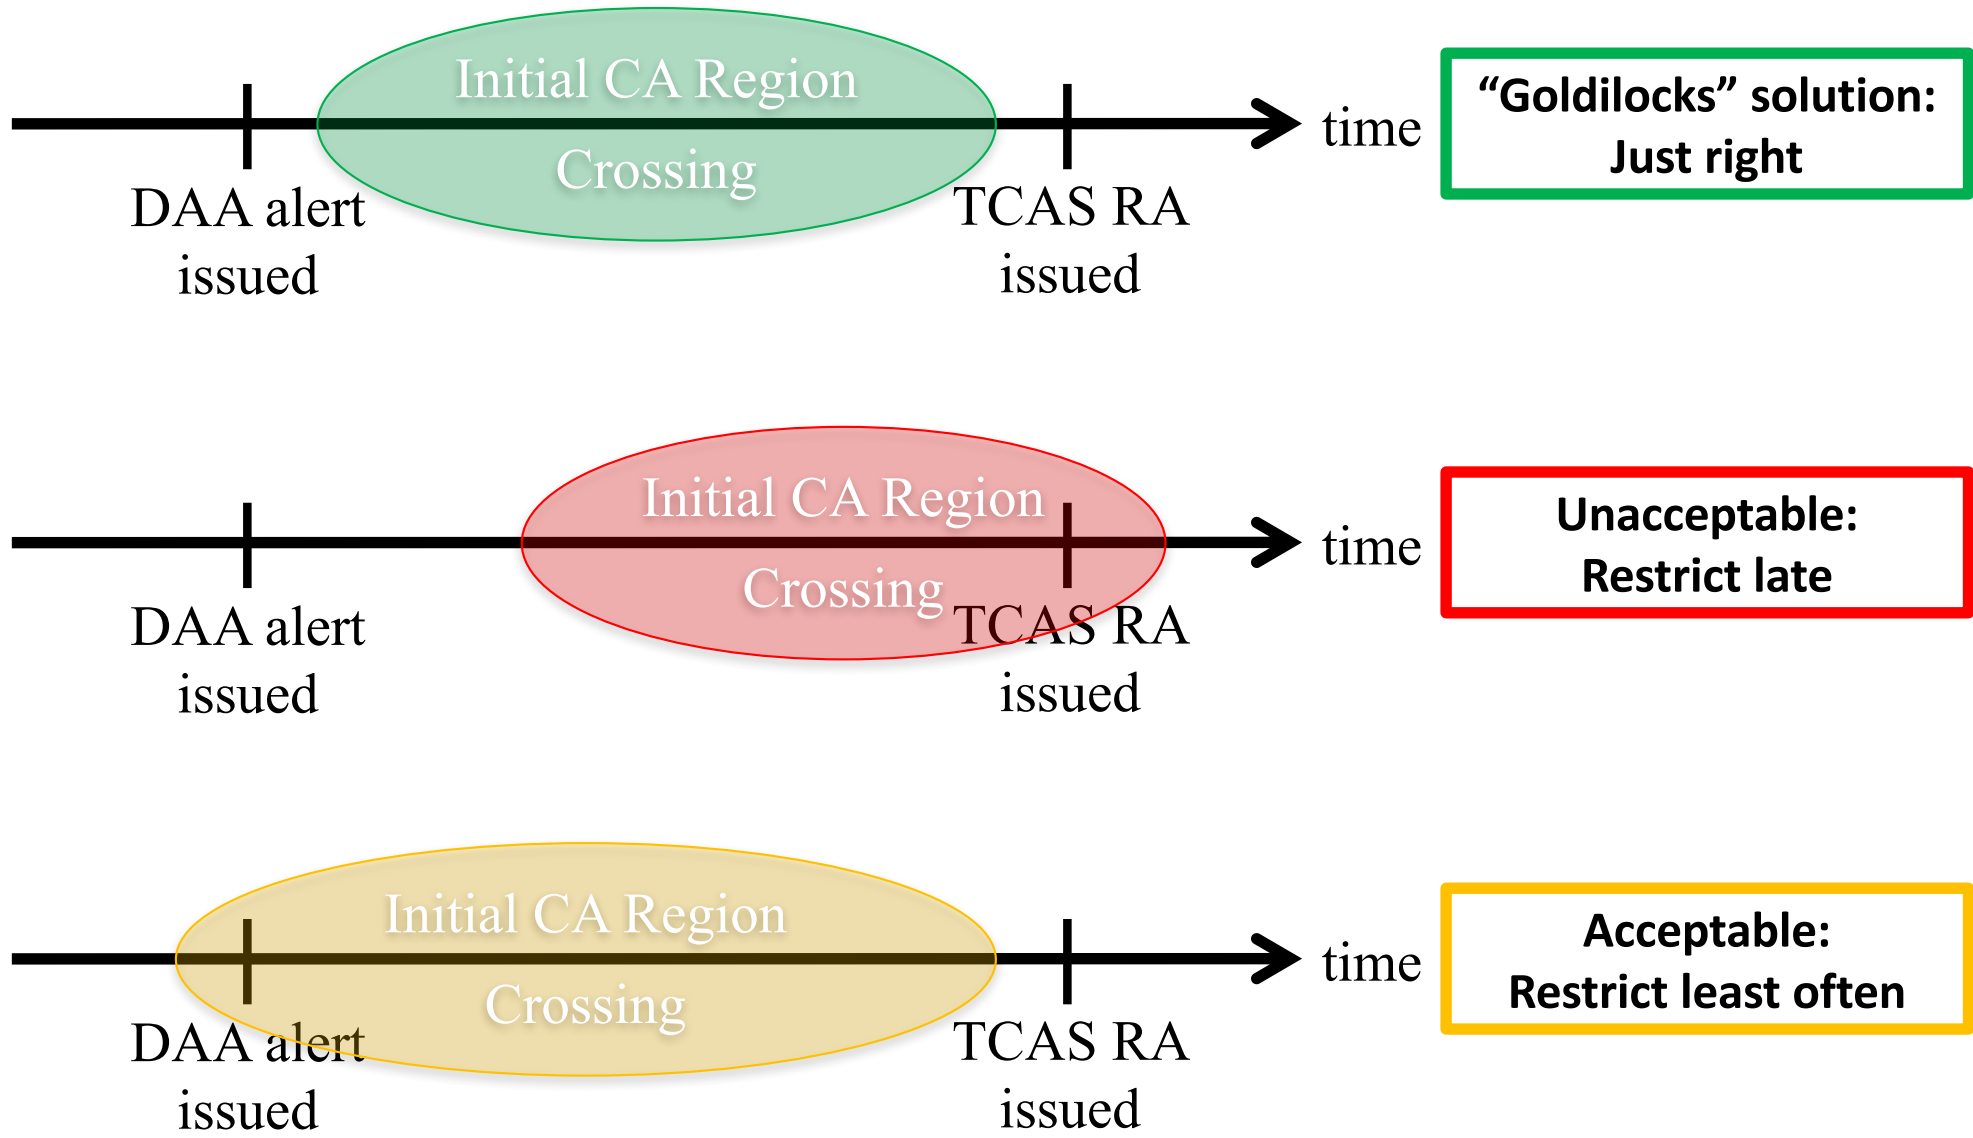 Initial CA Region
Crossing
DAA alert
issued
TCAS RA
issued
time
“Goldilocks” solution:
Just right
Initial CA Region
Crossing
DAA alert
issued
TCAS RA
issued
time
Unacceptable:
Restrict late
Initial CA Region
Crossing
DAA alert
issued
TCAS RA
issued
time
Acceptable:
Restrict least often